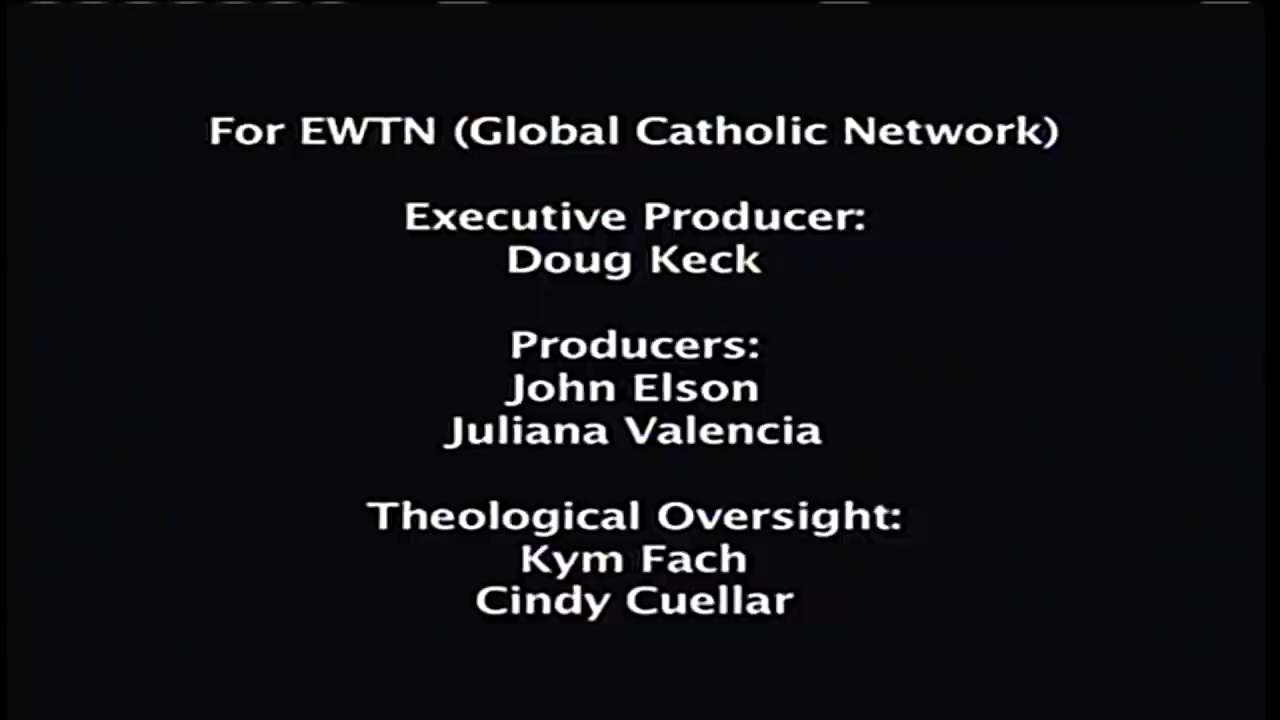 For EWTN (Global Catholic Network)
Executive Producer:
Doug Keck
Producers:
John Elson
Juliana Valencia
Theological Oversight:
Kym Fach
Cindy Cuellar